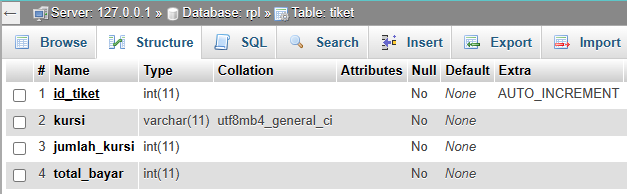 Server: 127.0.0.1 » Database: rpl » Table: tiket
Browse Structure SQL Search Insert Export Import
# Name Type Collation Attributes Null Default Extra
1 id_tiket int(11) No None AUTO_INCREMENT
2 kursi varchar(11) utf8mb4_general_ci No None
3 jumlah_kursi int(11) No None
4 total_bayar int(11) No None